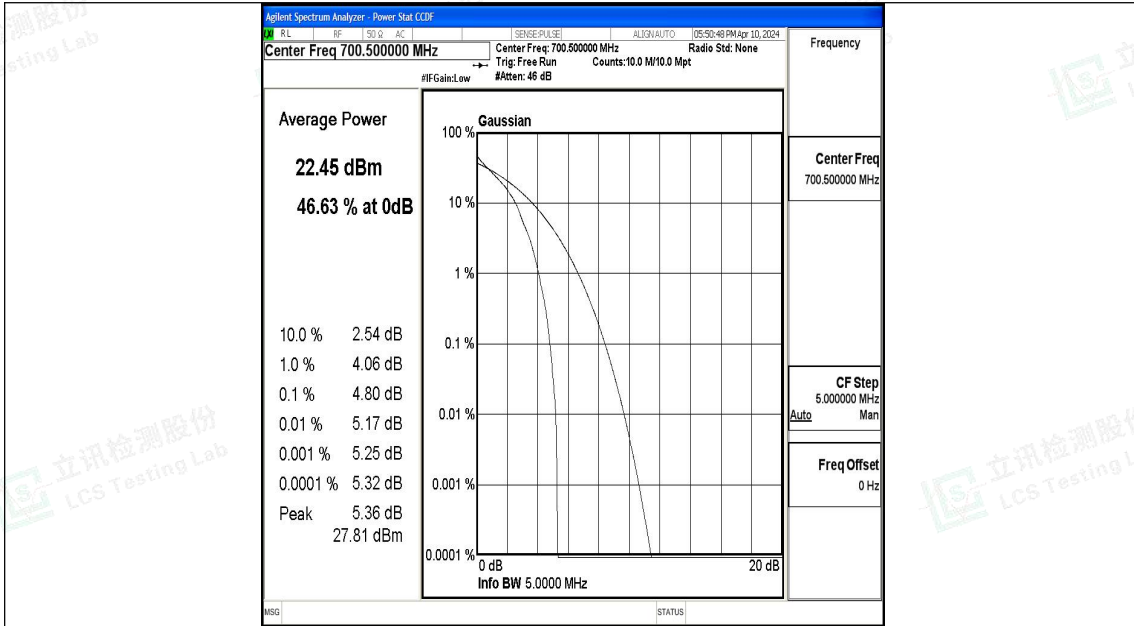 Agilent Spectrum Analyzer - Power Stat CCDF
LXI RL RF 50 Ω AC SENSE:PULSE ALIGN AUTO 05:50:48 PM Apr 10, 2024
Center Freq 700.500000 MHz
Center Freq: 700.500000 MHz Radio Std: None
Trig: Free Run Counts:10.0 M/10.0 Mpt
#IFGain:Low #Atten: 46 dB
Frequency
Average Power
22.45 dBm
46.63 % at 0dB
10.0 % 2.54 dB
1.0 % 4.06 dB
0.1 % 4.80 dB
0.01 % 5.17 dB
0.001 % 5.25 dB
0.0001 % 5.32 dB
Peak 5.36 dB
27.81 dBm
Gaussian
100 %
10 %
1 %
0.1 %
0.01 %
0.001 %
0.0001 %
0 dB 20 dB
Info BW 5.0000 MHz
Center Freq
700.500000 MHz
CF Step
5.000000 MHz
Auto Man
Freq Offset
0 Hz
MSG STATUS
测股份
sting Lab
立讯检测股份
LCS Testing Lab
立讯检测股份
LCS Testing L